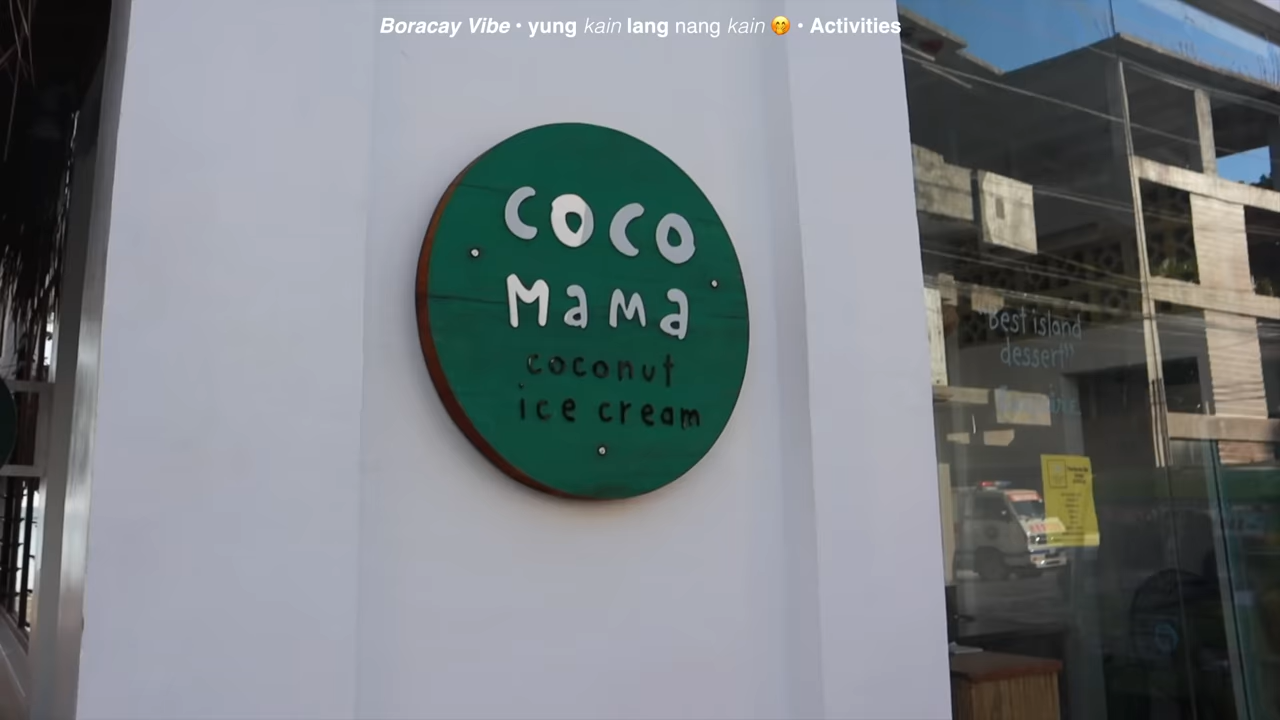 Boracay Vibe • yung kain lang nang kain 🤭 • Activities
coco
mama
coconut
ice cream
"Best island
dessert"